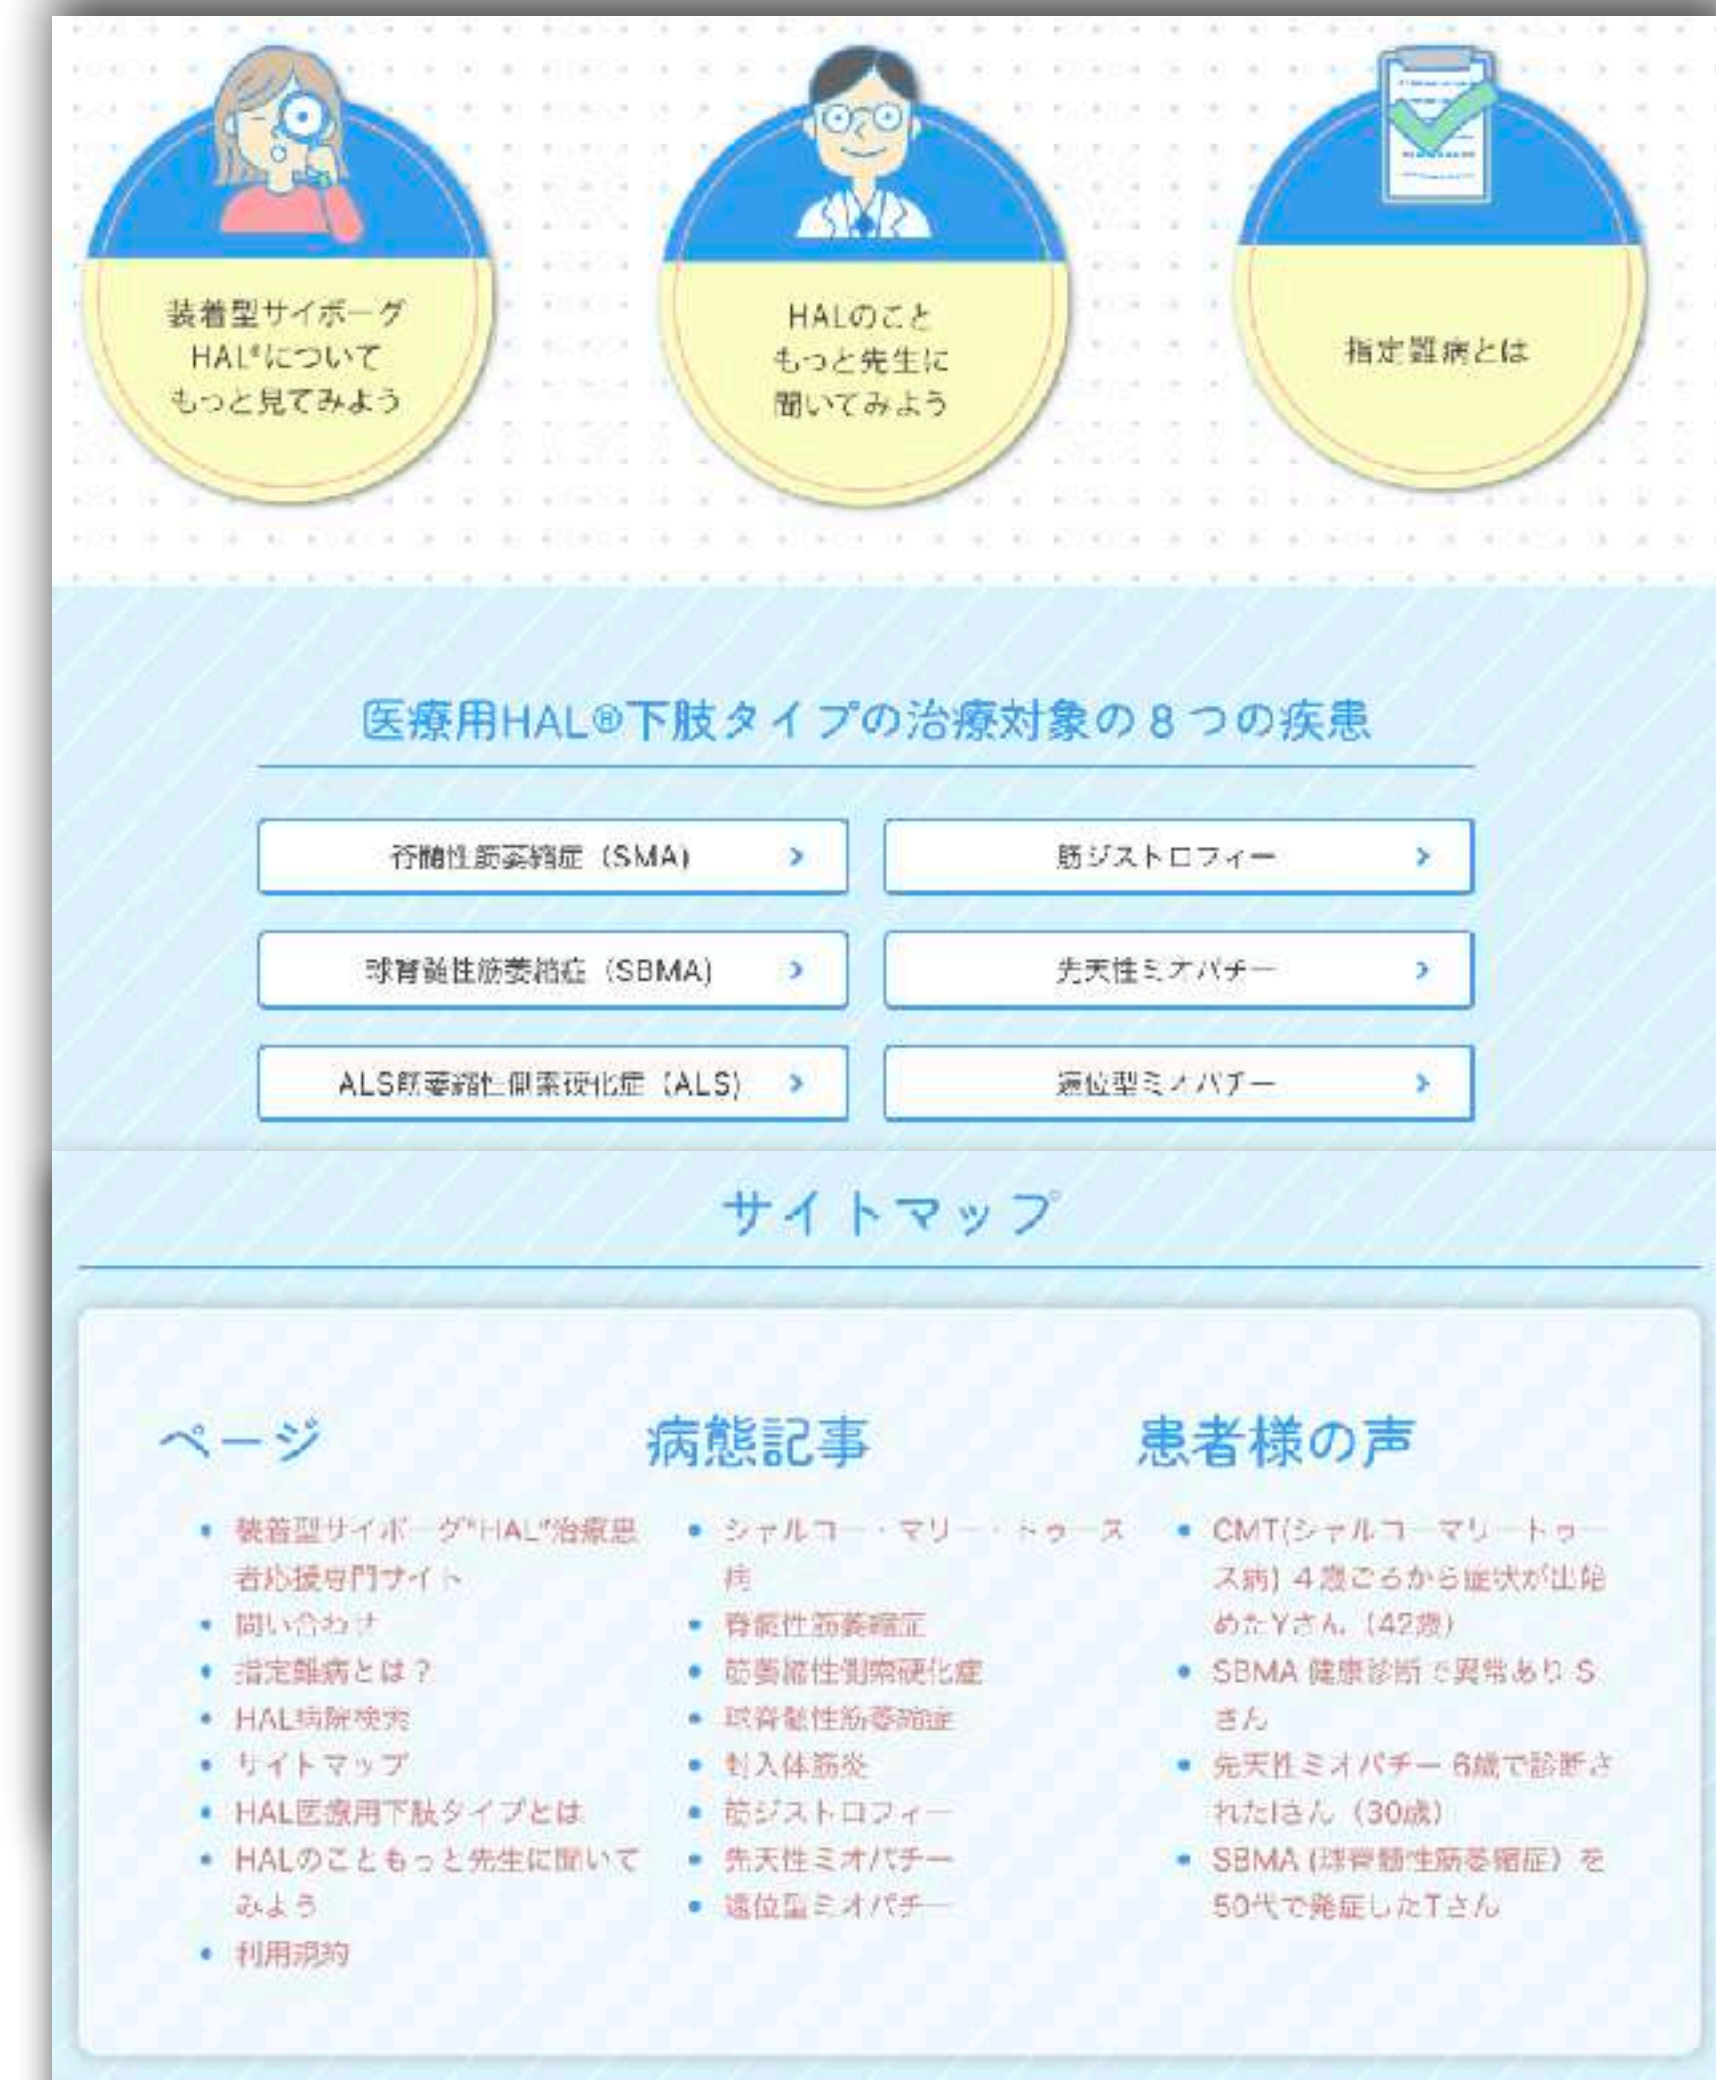 装着型サイボーグ
HAL®について
もっと見てみよう
HALのこと
もっと先生に
聞いてみよう
指定難病とは
医療用HAL®下肢タイプの治療対象の8つの疾患
脊髄性筋萎縮症（SMA）
筋ジストロフィー
球脊髄性筋萎縮症（SBMA）
先天性ミオパチー
ALS筋萎縮性側索硬化症（ALS）
遠位型ミオパチー
サイトマップ
ページ
装着型サイボーグ"HAL"治療患
者応援専門サイト
問い合わせ
指定難病とは？
HAL病院検索
サイトマップ
HAL医療用下肢タイプとは
HALのこともっと先生に聞いて
みよう
利用規約
病態記事
シャルコー・マリー・トゥース
病
脊髄性筋萎縮症
筋萎縮性側索硬化症
球脊髄性筋萎縮症
封入体筋炎
筋ジストロフィー
先天性ミオパチー
遠位型ミオパチー
患者様の声
CMT(シャルコーマリートゥー
ス病) ４歳ごろから症状が出始
めたYさん（42歳）
SBMA 健康診断で異常あり S
さん
先天性ミオパチー 6歳で診断さ
れたIさん（30歳）
SBMA (球脊髄性筋萎縮症）を
50代で発症したTさん